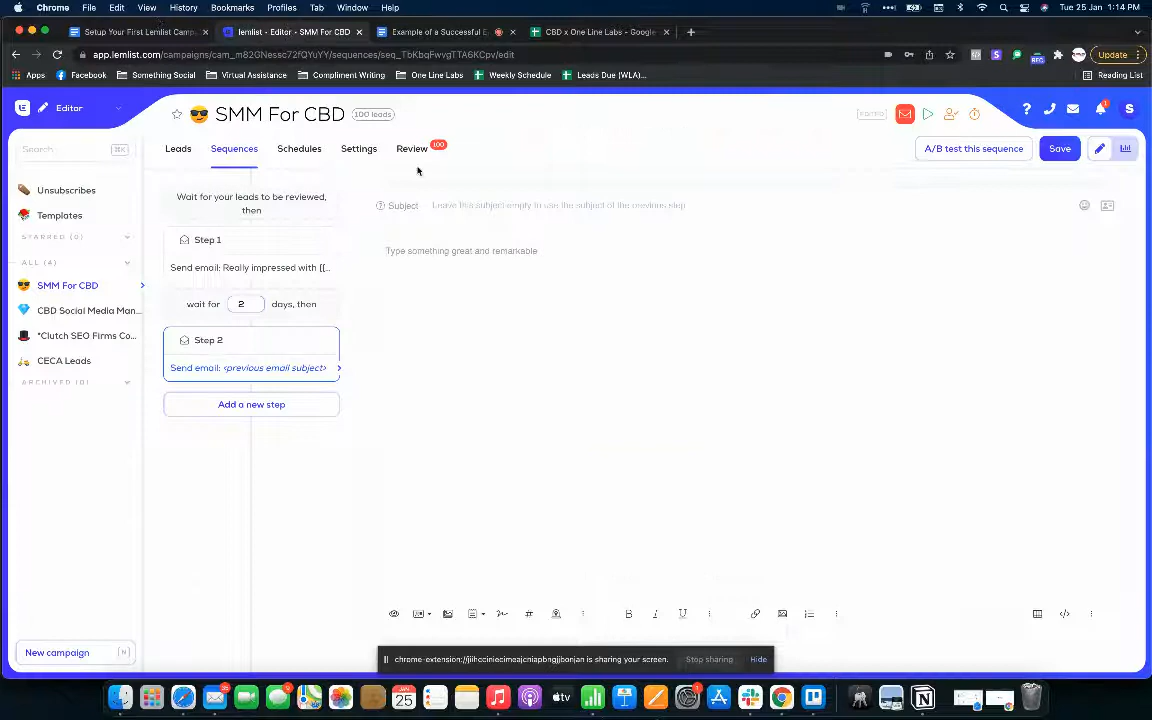 Chrome File Edit View History Bookmarks Profiles Tab Window Help Tue 25 Jan 1:14 PM
Setup Your First Lemlist Camp... lemlist - Editor - SMM For CBD Example of a Successful E CBD x One Line Labs - Google
app.lemlist.com/campaigns/cam_m82GNessc72fQYuYY/sequences/seq_TbKbqFwvgTTA6KCpv/edit Update
Apps Facebook Something Social Virtual Assistance Compliment Writing One Line Labs Weekly Schedule Leads Due (WLA)... Reading List
Editor SMM For CBD 100 leads
Search... ⌘K Leads Sequences Schedules Settings Review 100 A/B test this sequence Save
Unsubscribes
Templates
STARRED (0)
ALL (4)
SMM For CBD
CBD Social Media Man...
"Clutch SEO Firms Co...
CECA Leads
ARCHIVED (0)
New campaign N
Wait for your leads to be reviewed,
then
Step 1
Send email: Really impressed with {{...
wait for 2 days, then
Step 2
Send email: <previous email subject>
Add a new step
Subject Leave this subject empty to use the subject of the previous step
Type something great and remarkable
chrome-extension://jiihcciniecimeajcniapbngjjbonjan is sharing your screen. Stop sharing Hide
JAN
25